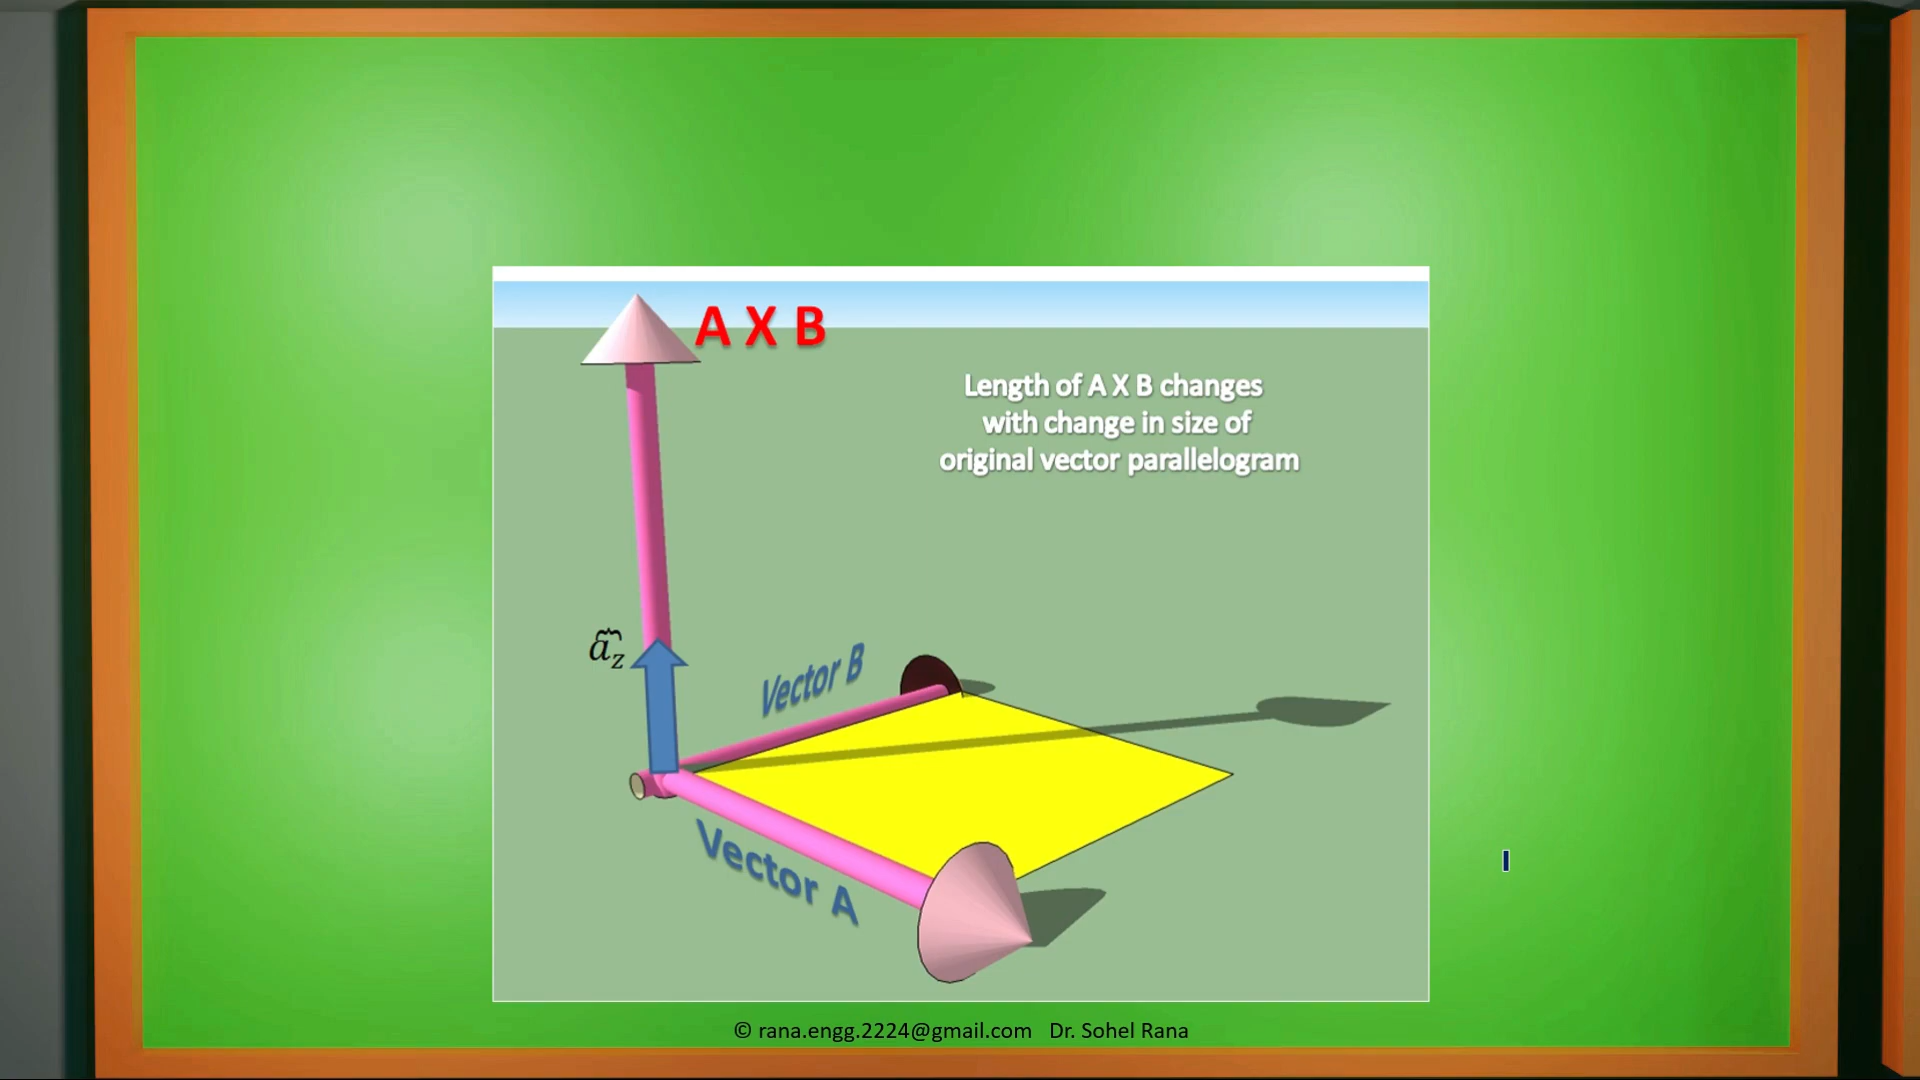 A X B
Length of A X B changes
with change in size of
original vector parallelogram
â_z
Vector B
Vector A
© rana.engg.2224@gmail.com Dr. Sohel Rana